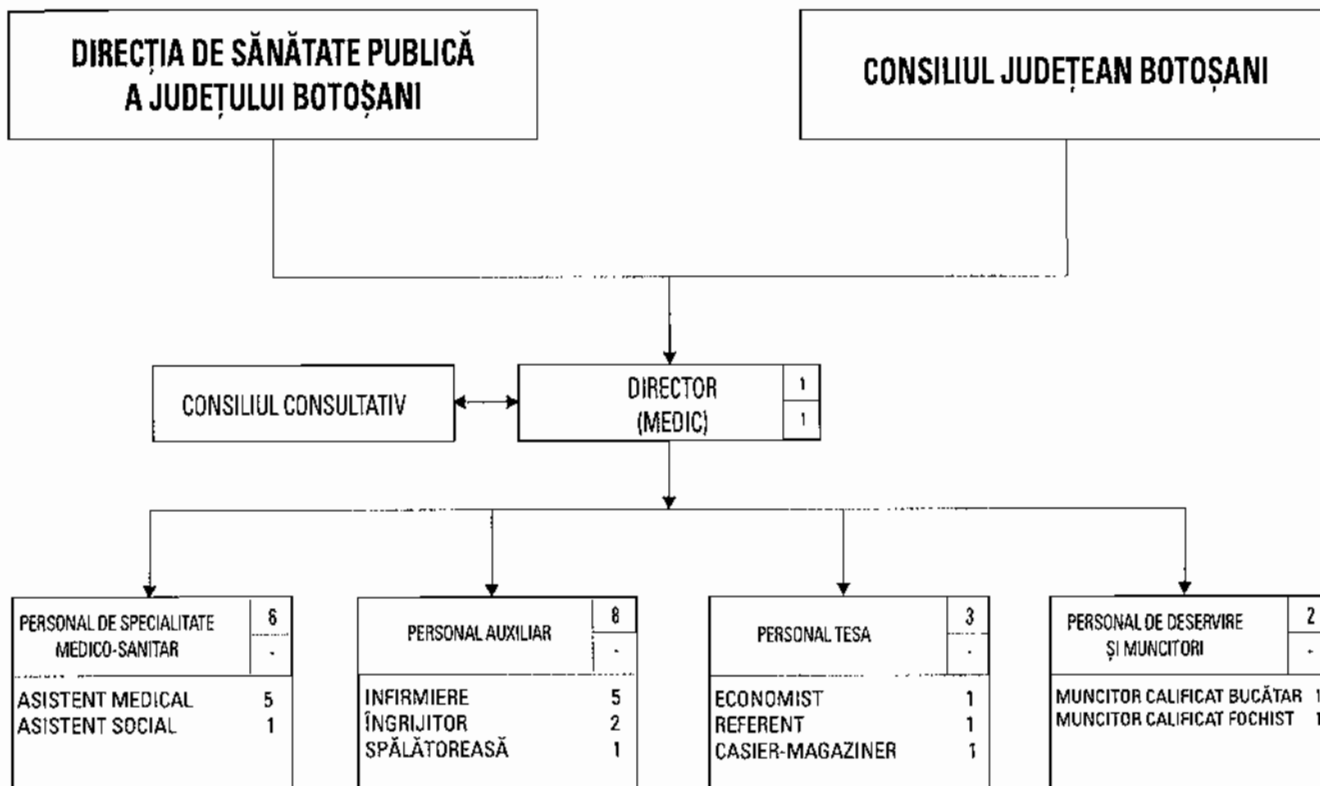 DIRECȚIA DE SĂNĂTATE PUBLICĂ
A JUDEȚULUI BOTOȘANI
CONSILIUL JUDEȚEAN BOTOȘANI
CONSILIUL CONSULTATIV
DIRECTOR
(MEDIC)
1
1
PERSONAL DE SPECIALITATE
MEDICO-SANITAR
6
-
ASISTENT MEDICAL 5
ASISTENT SOCIAL 1
PERSONAL AUXILIAR
8
-
INFIRMIERE 5
ÎNGRIJITOR 2
SPĂLĂTOREASĂ 1
PERSONAL TESA
3
-
ECONOMIST 1
REFERENT 1
CASIER-MAGAZINER 1
PERSONAL DE DESERVIRE
ȘI MUNCITORI
2
-
MUNCITOR CALIFICAT BUCĂTAR 1
MUNCITOR CALIFICAT FOCHIST 1